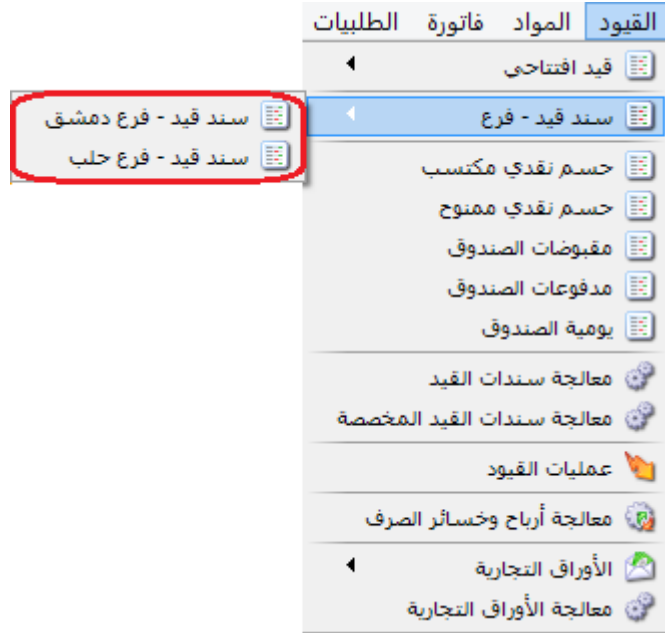 القيود المواد فاتورة الطلبيات
قيد افتتاحي
سند قيد - فرع
سند قيد - فرع دمشق
سند قيد - فرع حلب
حسم نقدي مكتسب
حسم نقدي ممنوح
مقبوضات الصندوق
مدفوعات الصندوق
يومية الصندوق
معالجة سندات القيد
معالجة سندات القيد المخصصة
عمليات القيود
معالجة أرباح وخسائر الصرف
الأوراق التجارية
معالجة الأوراق التجارية